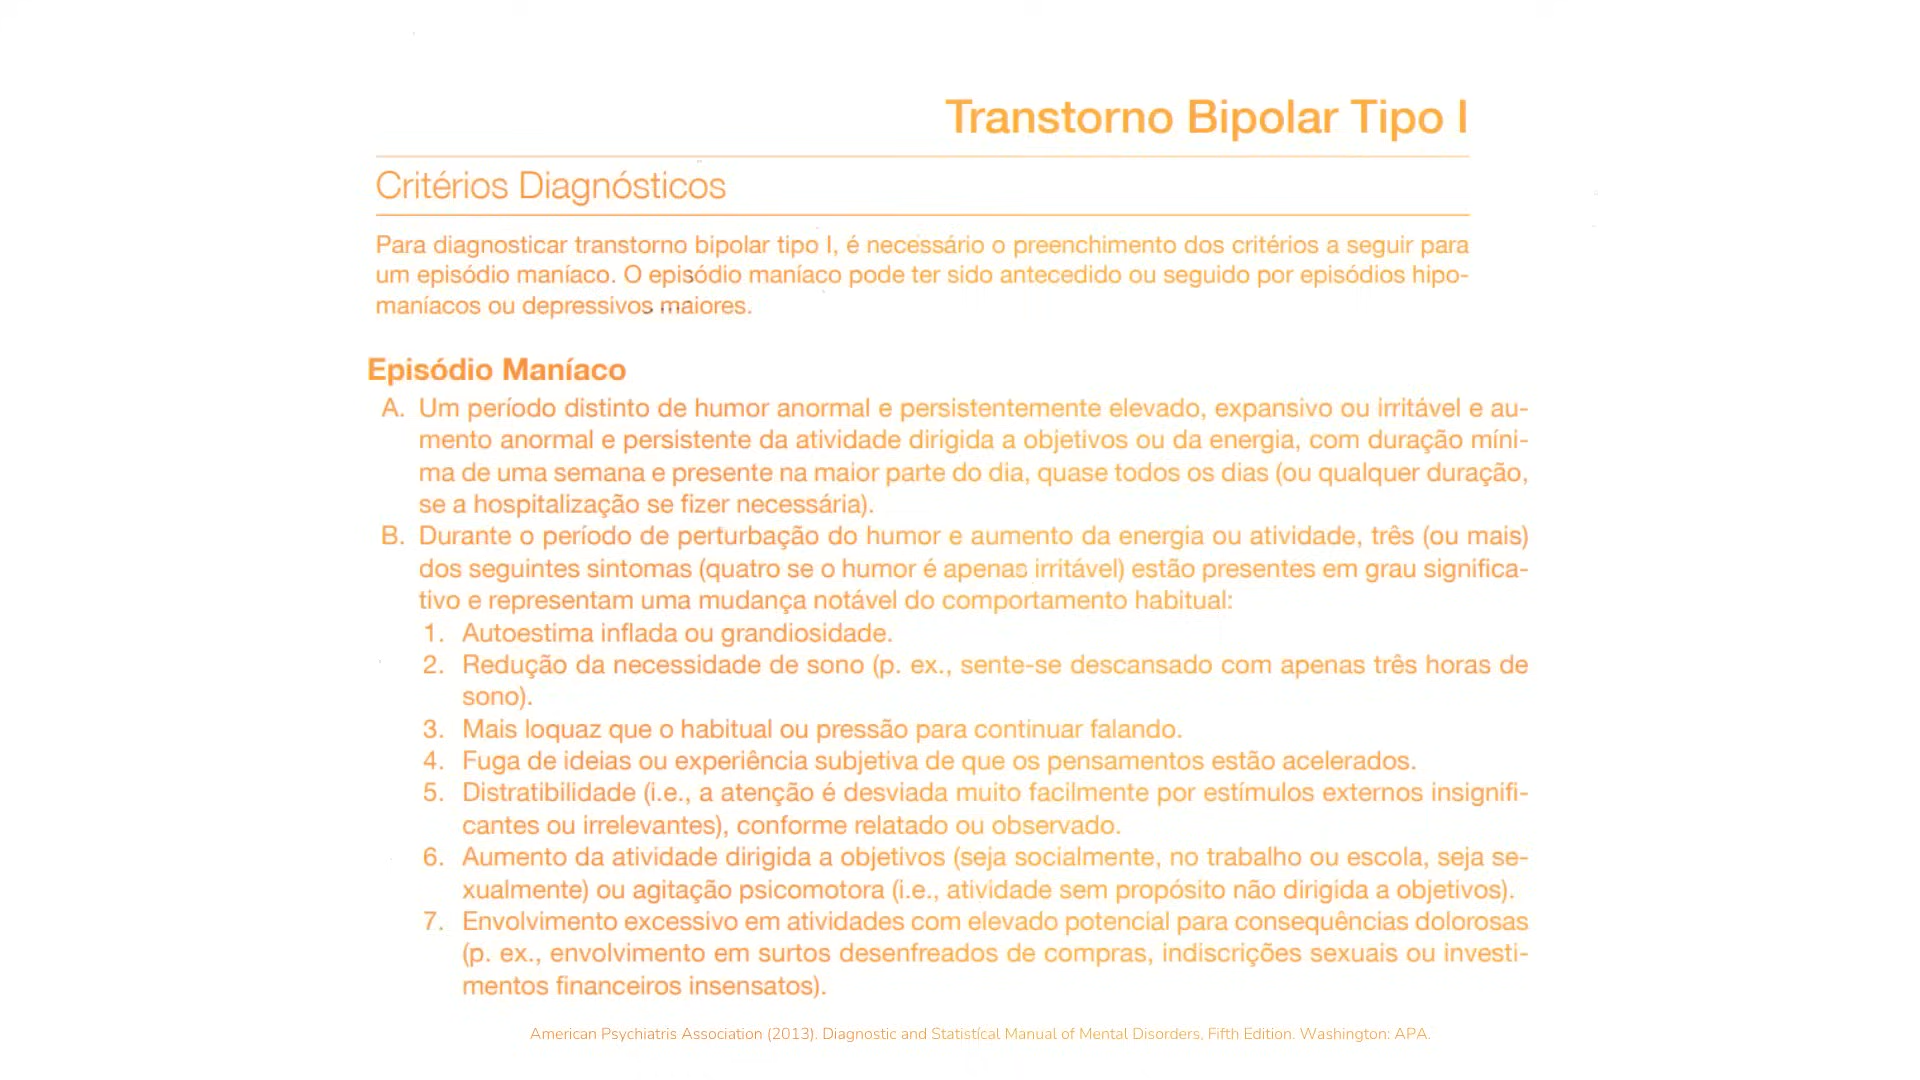 Transtorno Bipolar Tipo I
Critérios Diagnósticos
Para diagnosticar transtorno bipolar tipo I, é necessário o preenchimento dos critérios a seguir para
um episódio maníaco. O episódio maníaco pode ter sido antecedido ou seguido por episódios hipo-
maníacos ou depressivos maiores.
Episódio Maníaco
A. Um período distinto de humor anormal e persistentemente elevado, expansivo ou irritável e au-
mento anormal e persistente da atividade dirigida a objetivos ou da energia, com duração míni-
ma de uma semana e presente na maior parte do dia, quase todos os dias (ou qualquer duração,
se a hospitalização se fizer necessária).
B. Durante o período de perturbação do humor e aumento da energia ou atividade, três (ou mais)
dos seguintes sintomas (quatro se o humor é apenas irritável) estão presentes em grau significa-
tivo e representam uma mudança notável do comportamento habitual:
1. Autoestima inflada ou grandiosidade.
2. Redução da necessidade de sono (p. ex., sente-se descansado com apenas três horas de
sono).
3. Mais loquaz que o habitual ou pressão para continuar falando.
4. Fuga de ideias ou experiência subjetiva de que os pensamentos estão acelerados.
5. Distratibilidade (i.e., a atenção é desviada muito facilmente por estímulos externos insignifi-
cantes ou irrelevantes), conforme relatado ou observado.
6. Aumento da atividade dirigida a objetivos (seja socialmente, no trabalho ou escola, seja se-
xualmente) ou agitação psicomotora (i.e., atividade sem propósito não dirigida a objetivos).
7. Envolvimento excessivo em atividades com elevado potencial para consequências dolorosas
(p. ex., envolvimento em surtos desenfreados de compras, indiscrições sexuais ou investi-
mentos financeiros insensatos).
American Psychiatris Association (2013). Diagnostic and Statistical Manual of Mental Disorders, Fifth Edition. Washington: APA.